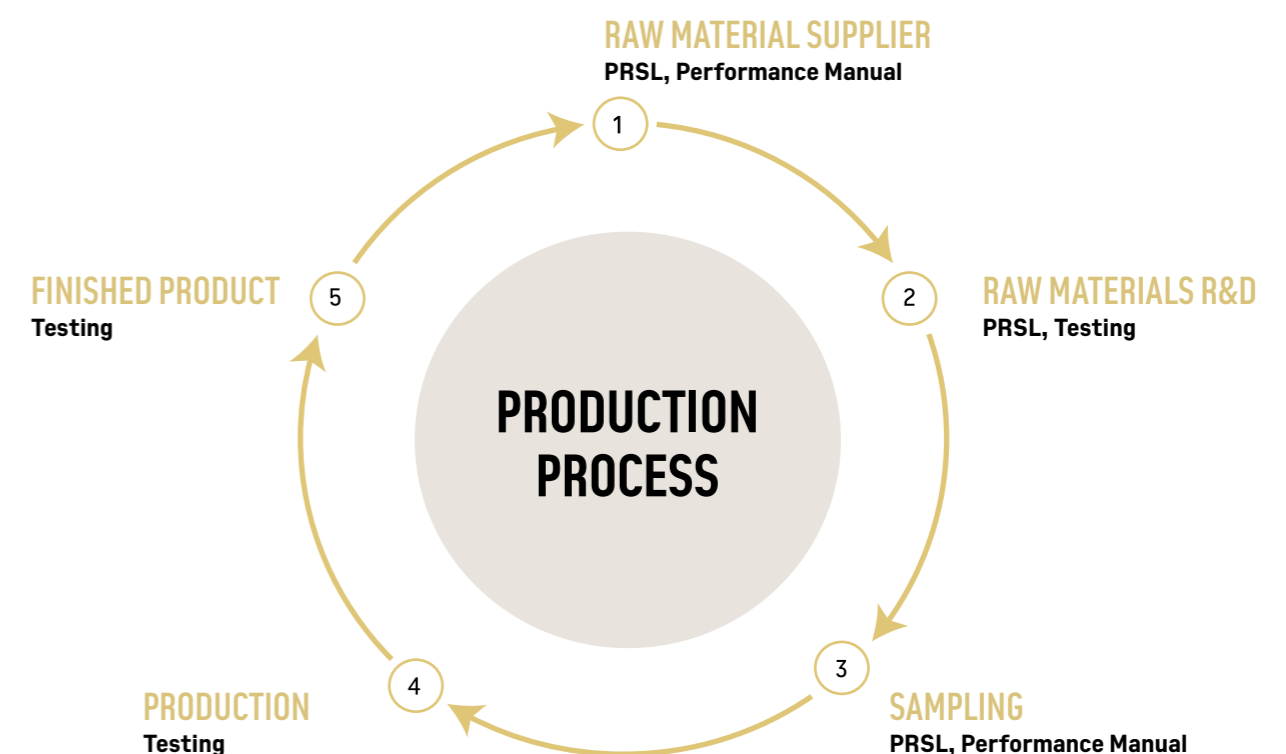 RAW MATERIAL SUPPLIER
PRSL, Performance Manual
1
2
RAW MATERIALS R&D
PRSL, Testing
3
SAMPLING
PRSL, Performance Manual
4
PRODUCTION
Testing
5
FINISHED PRODUCT
Testing
PRODUCTION
PROCESS